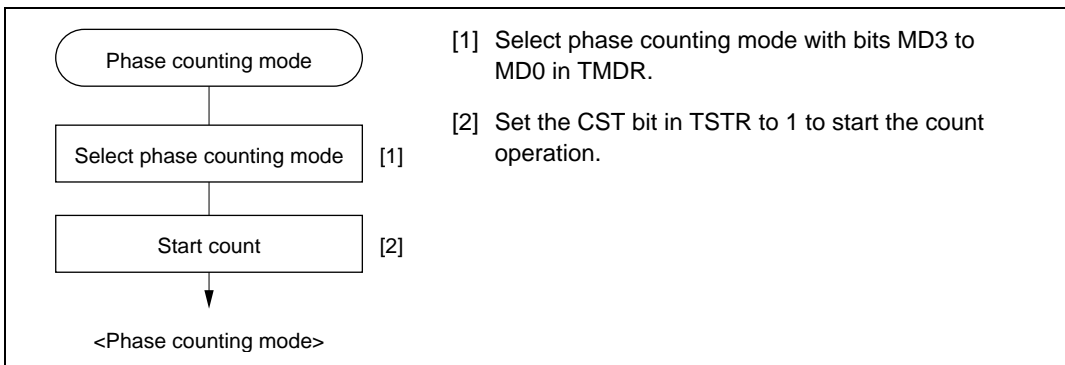 Phase counting mode
Select phase counting mode [1]
Start count [2]
<Phase counting mode>
[1] Select phase counting mode with bits MD3 to
MD0 in TMDR.
[2] Set the CST bit in TSTR to 1 to start the count
operation.